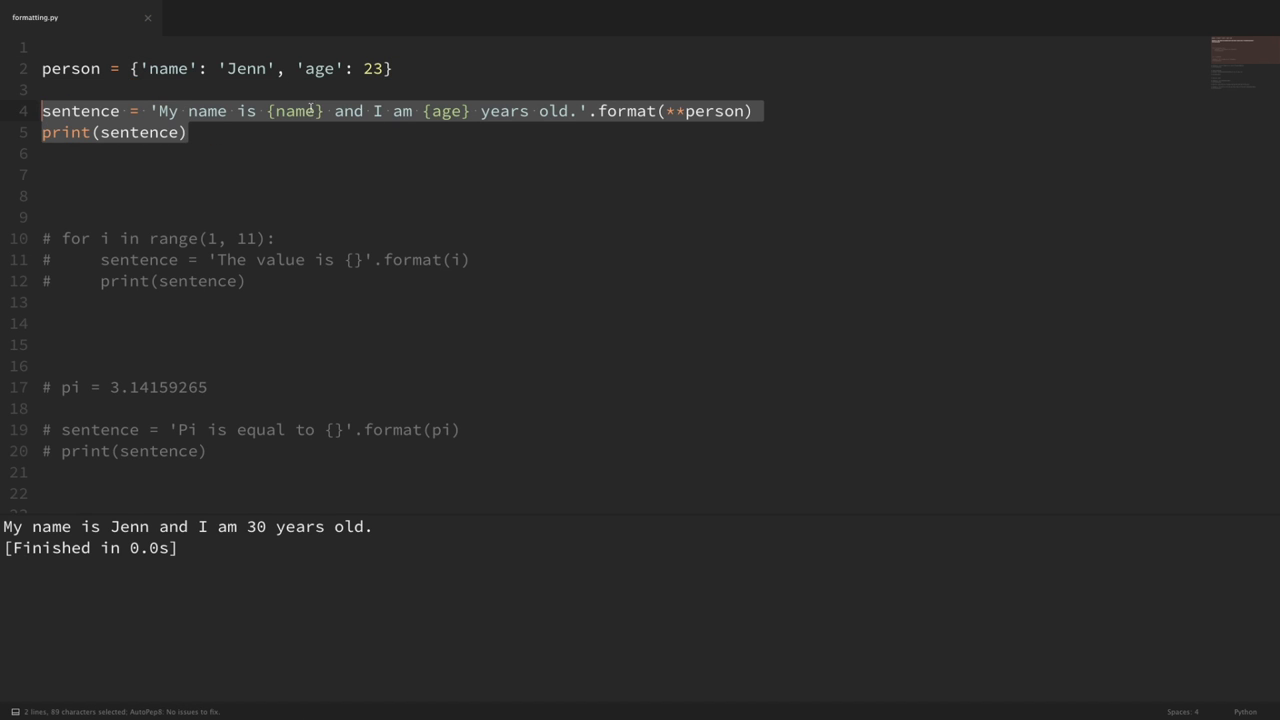 formatting.py ×
1
2 person = {'name': 'Jenn', 'age': 23}
3
4 sentence = 'My name is {name} and I am {age} years old.'.format(**person)
5 print(sentence)
6
7
8
9
10 # for i in range(1, 11):
11 #     sentence = 'The value is {}'.format(i)
12 #     print(sentence)
13
14
15
16
17 # pi = 3.14159265
18
19 # sentence = 'Pi is equal to {}'.format(pi)
20 # print(sentence)
21
22
My name is Jenn and I am 30 years old.
[Finished in 0.0s]
2 lines, 89 characters selected; AutoPep8: No issues to fix. Spaces: 4 Python